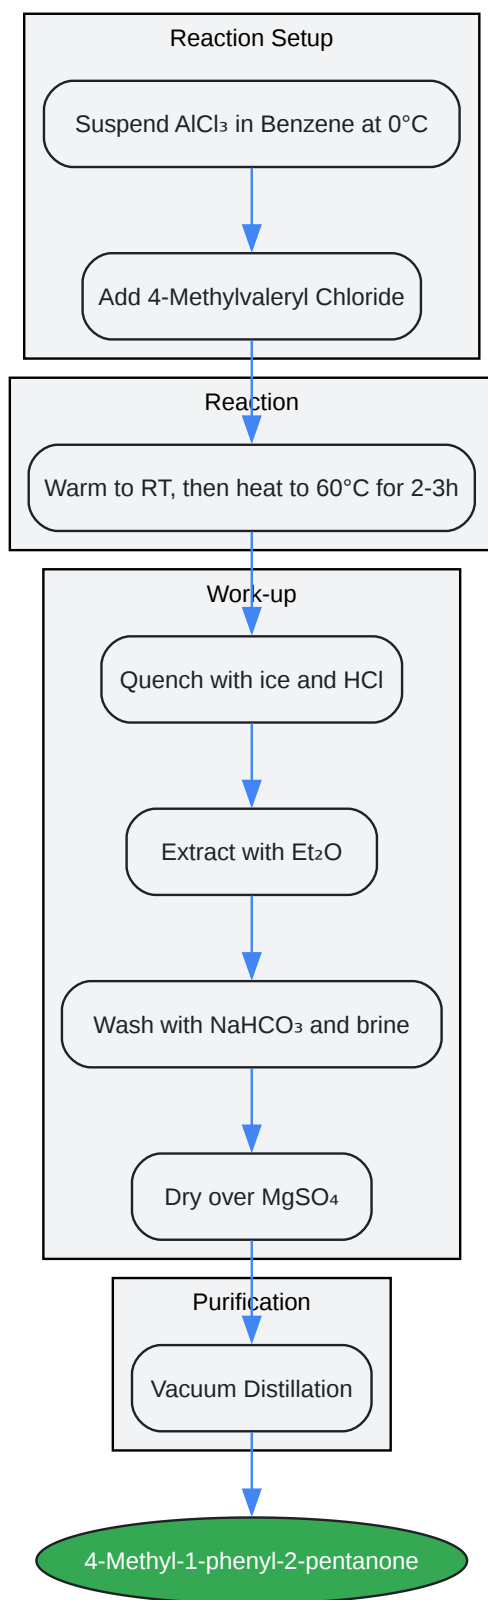 Reaction Setup
Suspend AlCl₃ in Benzene at 0°C
Add 4-Methylvaleryl Chloride
Reaction
Warm to RT, then heat to 60°C for 2-3h
Work-up
Quench with ice and HCl
Extract with Et₂O
Wash with NaHCO₃ and brine
Dry over MgSO₄
Purification
Vacuum Distillation
4-Methyl-1-phenyl-2-pentanone